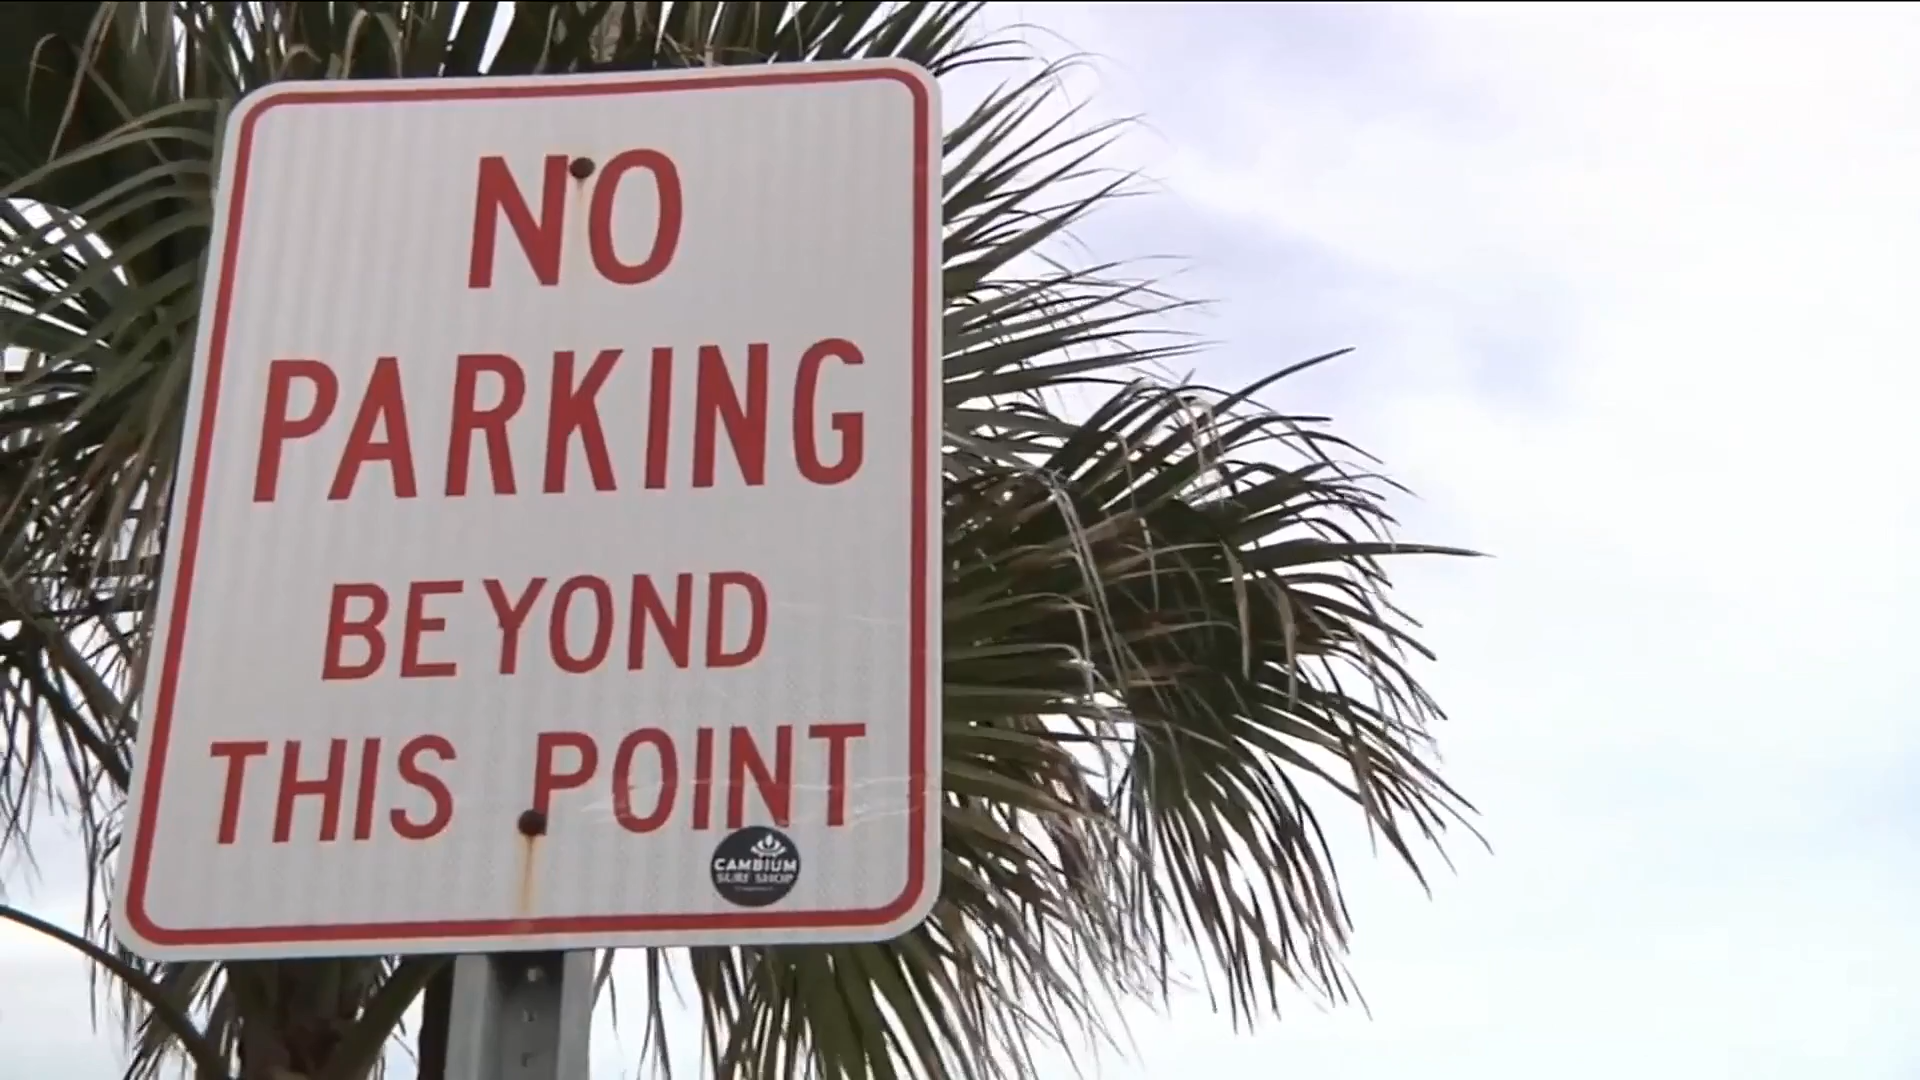 NO
PARKING
BEYOND
THIS POINT
CAMBIUM
SURF SHOP